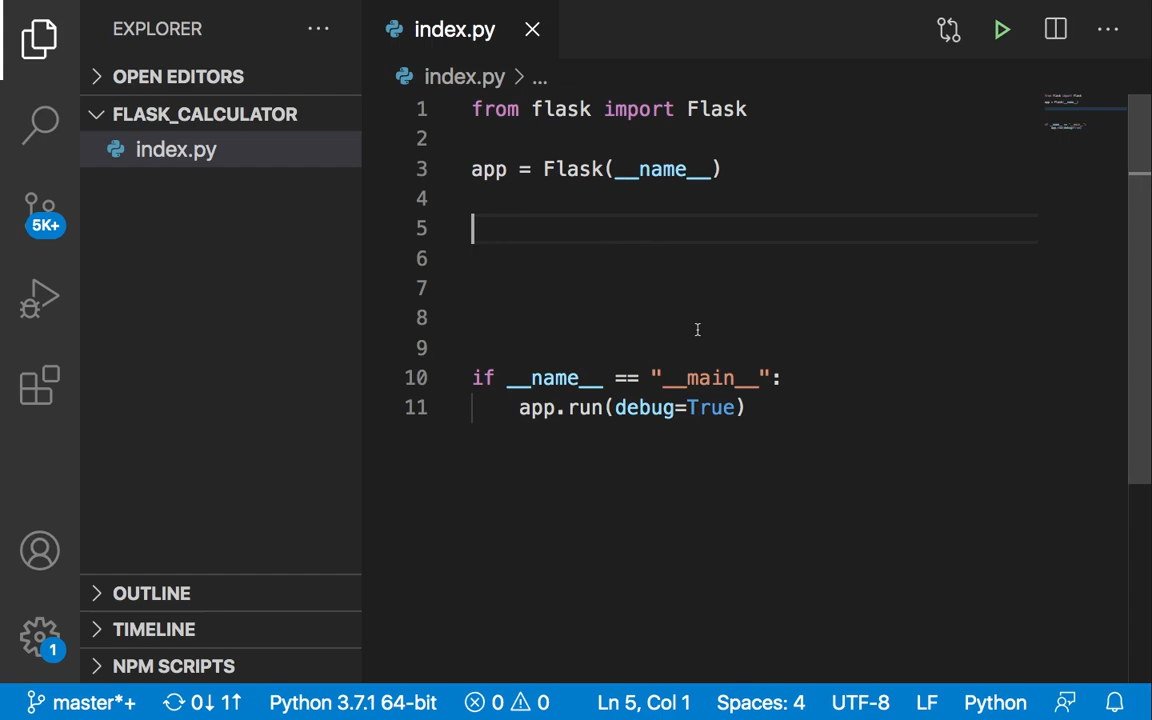 EXPLORER
index.py
OPEN EDITORS
index.py > ...
FLASK_CALCULATOR
index.py
5K+
1 from flask import Flask
2
3 app = Flask(__name__)
4
5
6
7
8
9
10 if __name__ == "__main__":
11 app.run(debug=True)
OUTLINE
TIMELINE
1
NPM SCRIPTS
master*+ 0↓ 1↑ Python 3.7.1 64-bit 0 0 Ln 5, Col 1 Spaces: 4 UTF-8 LF Python